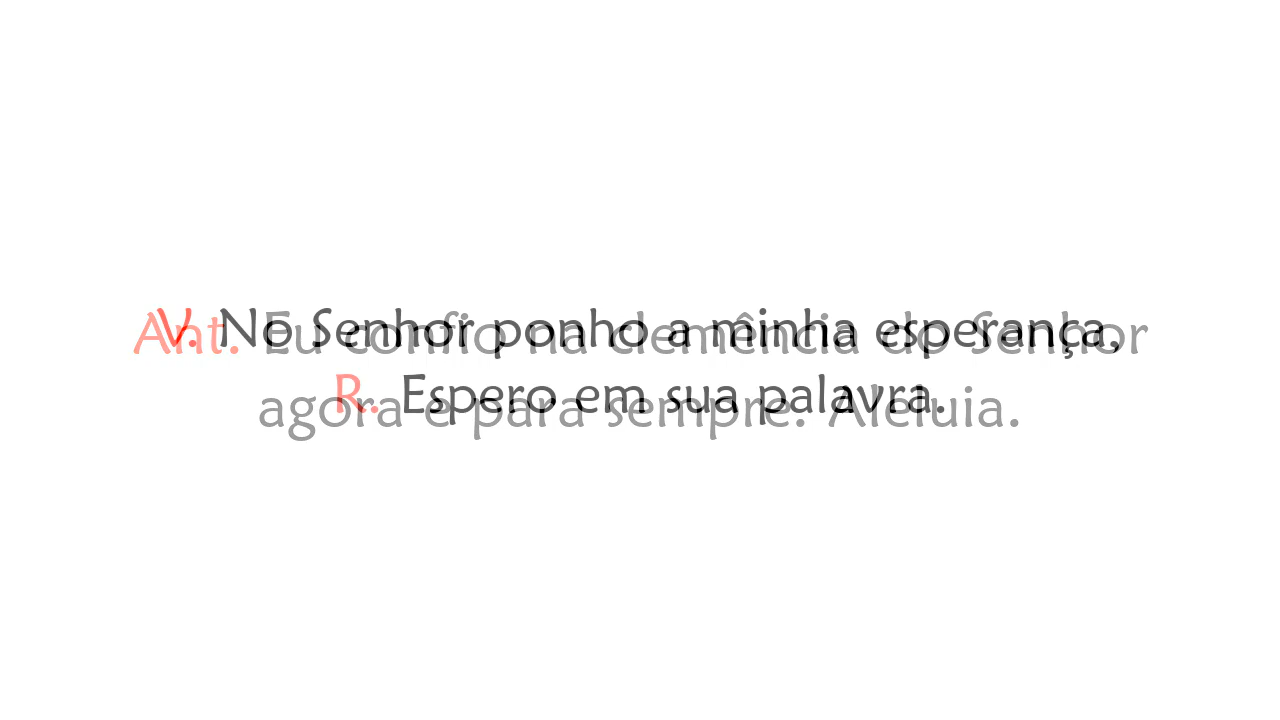 V. No Senhor ponho a minha esperança,
Ant. Eu confio na clemência do Senhor
R. Espero em sua palavra.
agora e para sempre. Aleluia.